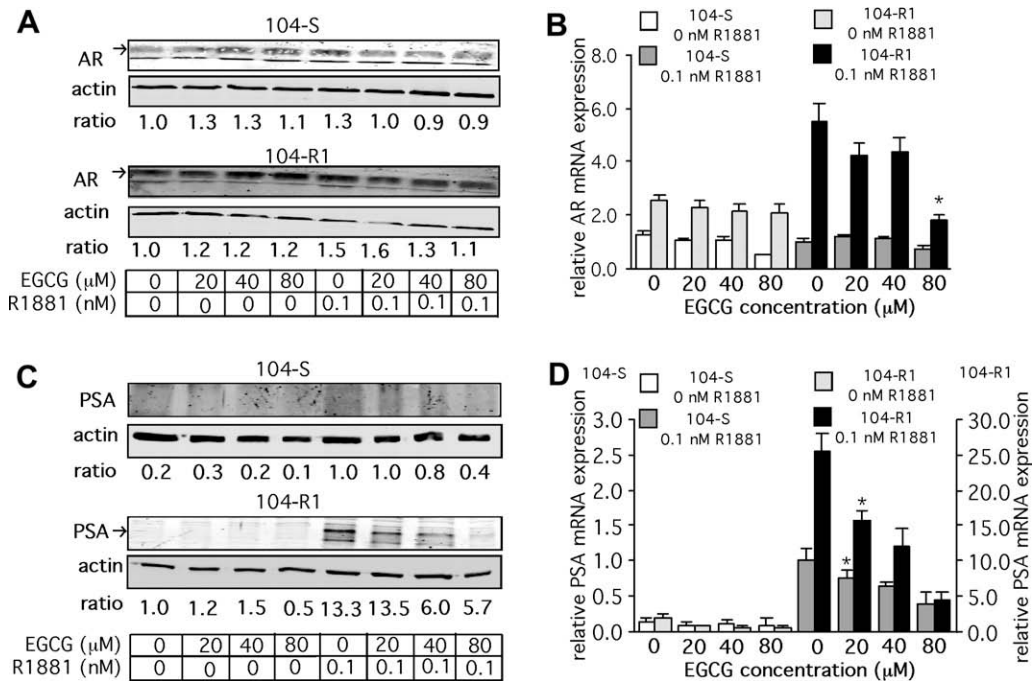 A
104-S
AR
actin
ratio 1.0 1.3 1.3 1.1 1.3 1.0 0.9 0.9
104-R1
AR
actin
ratio 1.0 1.2 1.2 1.2 1.5 1.6 1.3 1.1
EGCG (μM) 0 20 40 80 0 20 40 80
R1881 (nM) 0 0 0 0 0.1 0.1 0.1 0.1
B
104-S
0 nM R1881
104-R1
0 nM R1881
104-S
0.1 nM R1881
104-R1
0.1 nM R1881
relative AR mRNA expression
8.0
6.0
4.0
2.0
0.0
*
0 20 40 80 0 20 40 80
EGCG concentration (μM)
C
104-S
PSA
actin
ratio 0.2 0.3 0.2 0.1 1.0 1.0 0.8 0.4
104-R1
PSA
actin
ratio 1.0 1.2 1.5 0.5 13.3 13.5 6.0 5.7
EGCG (μM) 0 20 40 80 0 20 40 80
R1881 (nM) 0 0 0 0 0.1 0.1 0.1 0.1
D
104-S
104-S
0 nM R1881
104-R1
0 nM R1881
104-R1
104-S
0.1 nM R1881
104-R1
0.1 nM R1881
relative PSA mRNA expression
3.0
2.5
2.0
1.5
1.0
0.5
0.0
* *
30.0
25.0
20.0
15.0
10.0
5.0
0.0
relative PSA mRNA expression
0 20 40 80 0 20 40 80
EGCG concentration (μM)